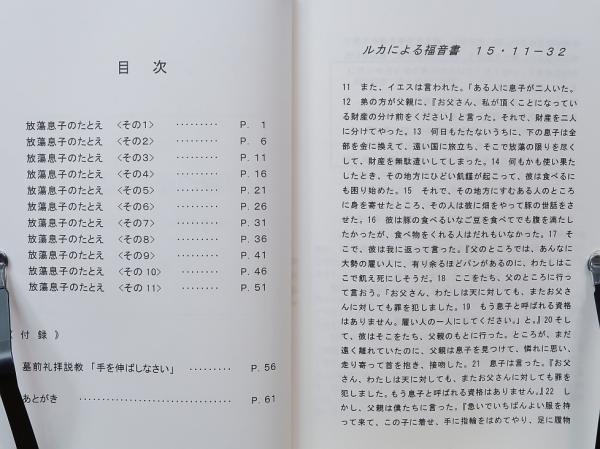 目 次
放蕩息子のたとえ <その1> ········· P. 1
放蕩息子のたとえ <その2> ········· P. 6
放蕩息子のたとえ <その3> ········· P. 11
放蕩息子のたとえ <その4> ········· P. 16
放蕩息子のたとえ <その5> ········· P. 21
放蕩息子のたとえ <その6> ········· P. 26
放蕩息子のたとえ <その7> ········· P. 31
放蕩息子のたとえ <その8> ········· P. 36
放蕩息子のたとえ <その9> ········· P. 41
放蕩息子のたとえ <その10> ········· P. 46
放蕩息子のたとえ <その11> ········· P. 51
付 録 》
墓前礼拝説教「手を伸ばしなさい」 ········· P. 56
あとがき ········· P. 61
ルカによる福音書 15・11−32
11 また、イエスは言われた。「ある人に息子が二人いた。
12 弟の方が父親に、『お父さん、私が頂くことになってい
る財産の分け前をください』と言った。それで、財産を二人
に分けてやった。13 何日もたたないうちに、下の息子は全
部を金に換えて、遠い国に旅立ち、そこで放蕩の限りを尽く
して、財産を無駄遣いしてしまった。14 何もかも使い果た
したとき、その地方にひどい飢饉が起こって、彼は食べるに
も困り始めた。15 それで、その地方にすむある人のところ
に身を寄せたところ、その人は彼に畑をやって豚の世話をさ
せた。16 彼は豚の食べるいなご豆を食べてでも腹を満たし
たかったが、食べ物をくれる人はだれもいなかった。17 そ
こで、彼は我に返って言った。『父のところでは、あんなに
大勢の雇い人に、有り余るほどパンがあるのに、わたしはこ
こで飢え死にしそうだ。18 ここをたち、父のところに行っ
て言おう。「お父さん、わたしは天に対しても、またお父さ
んに対しても罪を犯しました。19 もう息子と呼ばれる資格
はありません。雇い人の一人にしてください。」と。』20そし
て、彼はそこをたち、父親のもとに行った。ところが、まだ
遠く離れていたのに、父親は息子を見つけて、憐れに思い、
走り寄って首を抱き、接吻した。21 息子は言った。『お父
さん、わたしは天に対しても、またお父さんに対しても罪を
犯しました。もう息子と呼ばれる資格はありません。』22 し
かし、父親は僕たちに言った。『急いでいちばんよい服を持
って来て、この子に着せ、手に指輪をはめてやり、足に履物